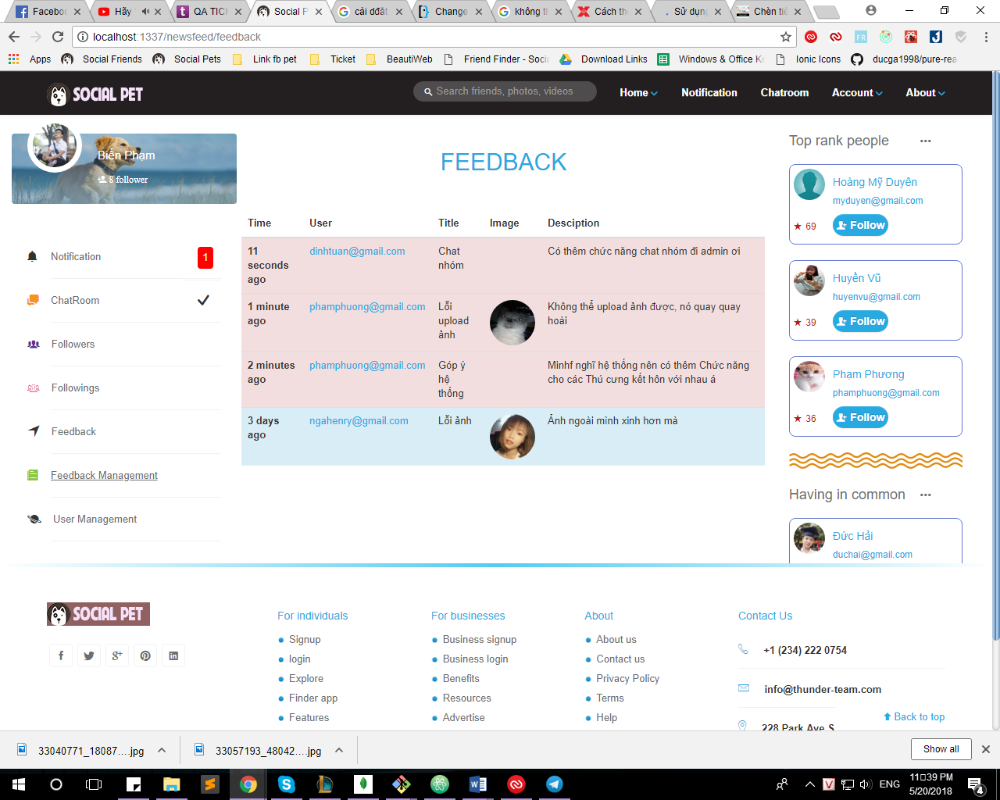 Facebo
Hãy
QA TICK
Social P
cài đặt
Change
không th
Cách th
Sử dụng
Chèn tiê
localhost:1337/newsfeed/feedback
Apps
Social Friends
Social Pets
Link fb pet
Ticket
BeautiWeb
Friend Finder - Socia
Download Links
Windows & Office Ke
Ionic Icons
ducga1998/pure-rea
SOCIAL PET
Search friends, photos, videos
Home
Notification
Chatroom
Account
About
Biển Phạm
8 follower
Notification
1
ChatRoom
Followers
Followings
Feedback
Feedback Management
User Management
FEEDBACK
Time User Title Image Desciption
11 seconds ago dinhtuan@gmail.com Chat nhóm Có thêm chức năng chat nhóm đi admin ơi
1 minute ago phamphuong@gmail.com Lỗi upload ảnh Không thể upload ảnh được, nó quay quay hoài
2 minutes ago phamphuong@gmail.com Góp ý hệ thống Minhf nghĩ hệ thống nên có thêm Chức năng cho các Thú cưng kết hôn với nhau á
3 days ago ngahenry@gmail.com Lỗi ảnh Ảnh ngoài mình xinh hơn mà
Top rank people
Hoàng Mỹ Duyên
myduyen@gmail.com
69 Follow
Huyền Vũ
huyenvu@gmail.com
39 Follow
Phạm Phương
phamphuong@gmail.com
36 Follow
Having in common
Đức Hải
duchai@gmail.com
SOCIAL PET
For individuals
Signup
login
Explore
Finder app
Features
For businesses
Business signup
Business login
Benefits
Resources
Advertise
About
About us
Contact us
Privacy Policy
Terms
Help
Contact Us
+1 (234) 222 0754
info@thunder-team.com
228 Park Ave S
Back to top
33040771_18087....jpg
33057193_48042....jpg
Show all
ENG
11:39 PM
5/20/2018
4